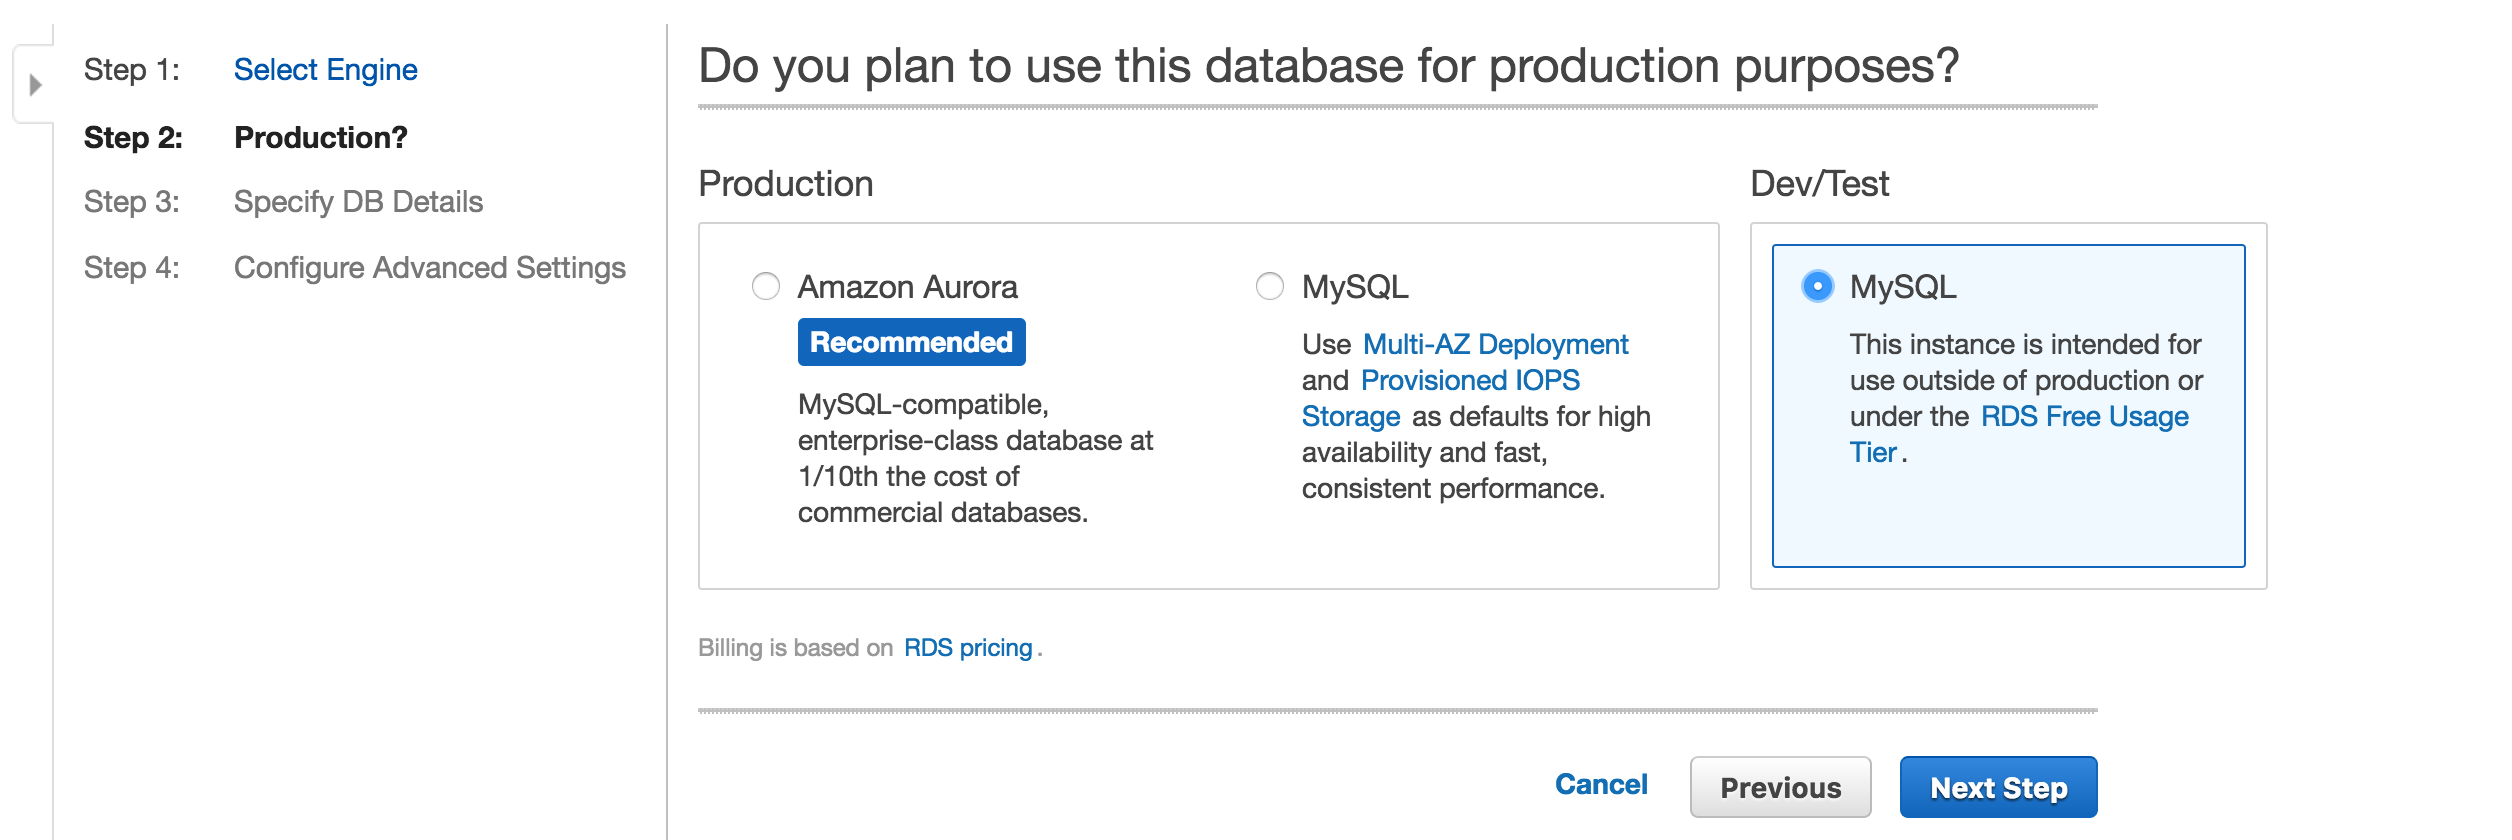 Step 1: Select Engine
Step 2: Production?
Step 3: Specify DB Details
Step 4: Configure Advanced Settings
Do you plan to use this database for production purposes?
Production
Amazon Aurora
Recommended
MySQL-compatible,
enterprise-class database at
1/10th the cost of
commercial databases.
MySQL
Use Multi-AZ Deployment
and Provisioned IOPS
Storage as defaults for high
availability and fast,
consistent performance.
Dev/Test
MySQL
This instance is intended for
use outside of production or
under the RDS Free Usage
Tier.
Billing is based on RDS pricing.
Cancel
Previous
Next Step